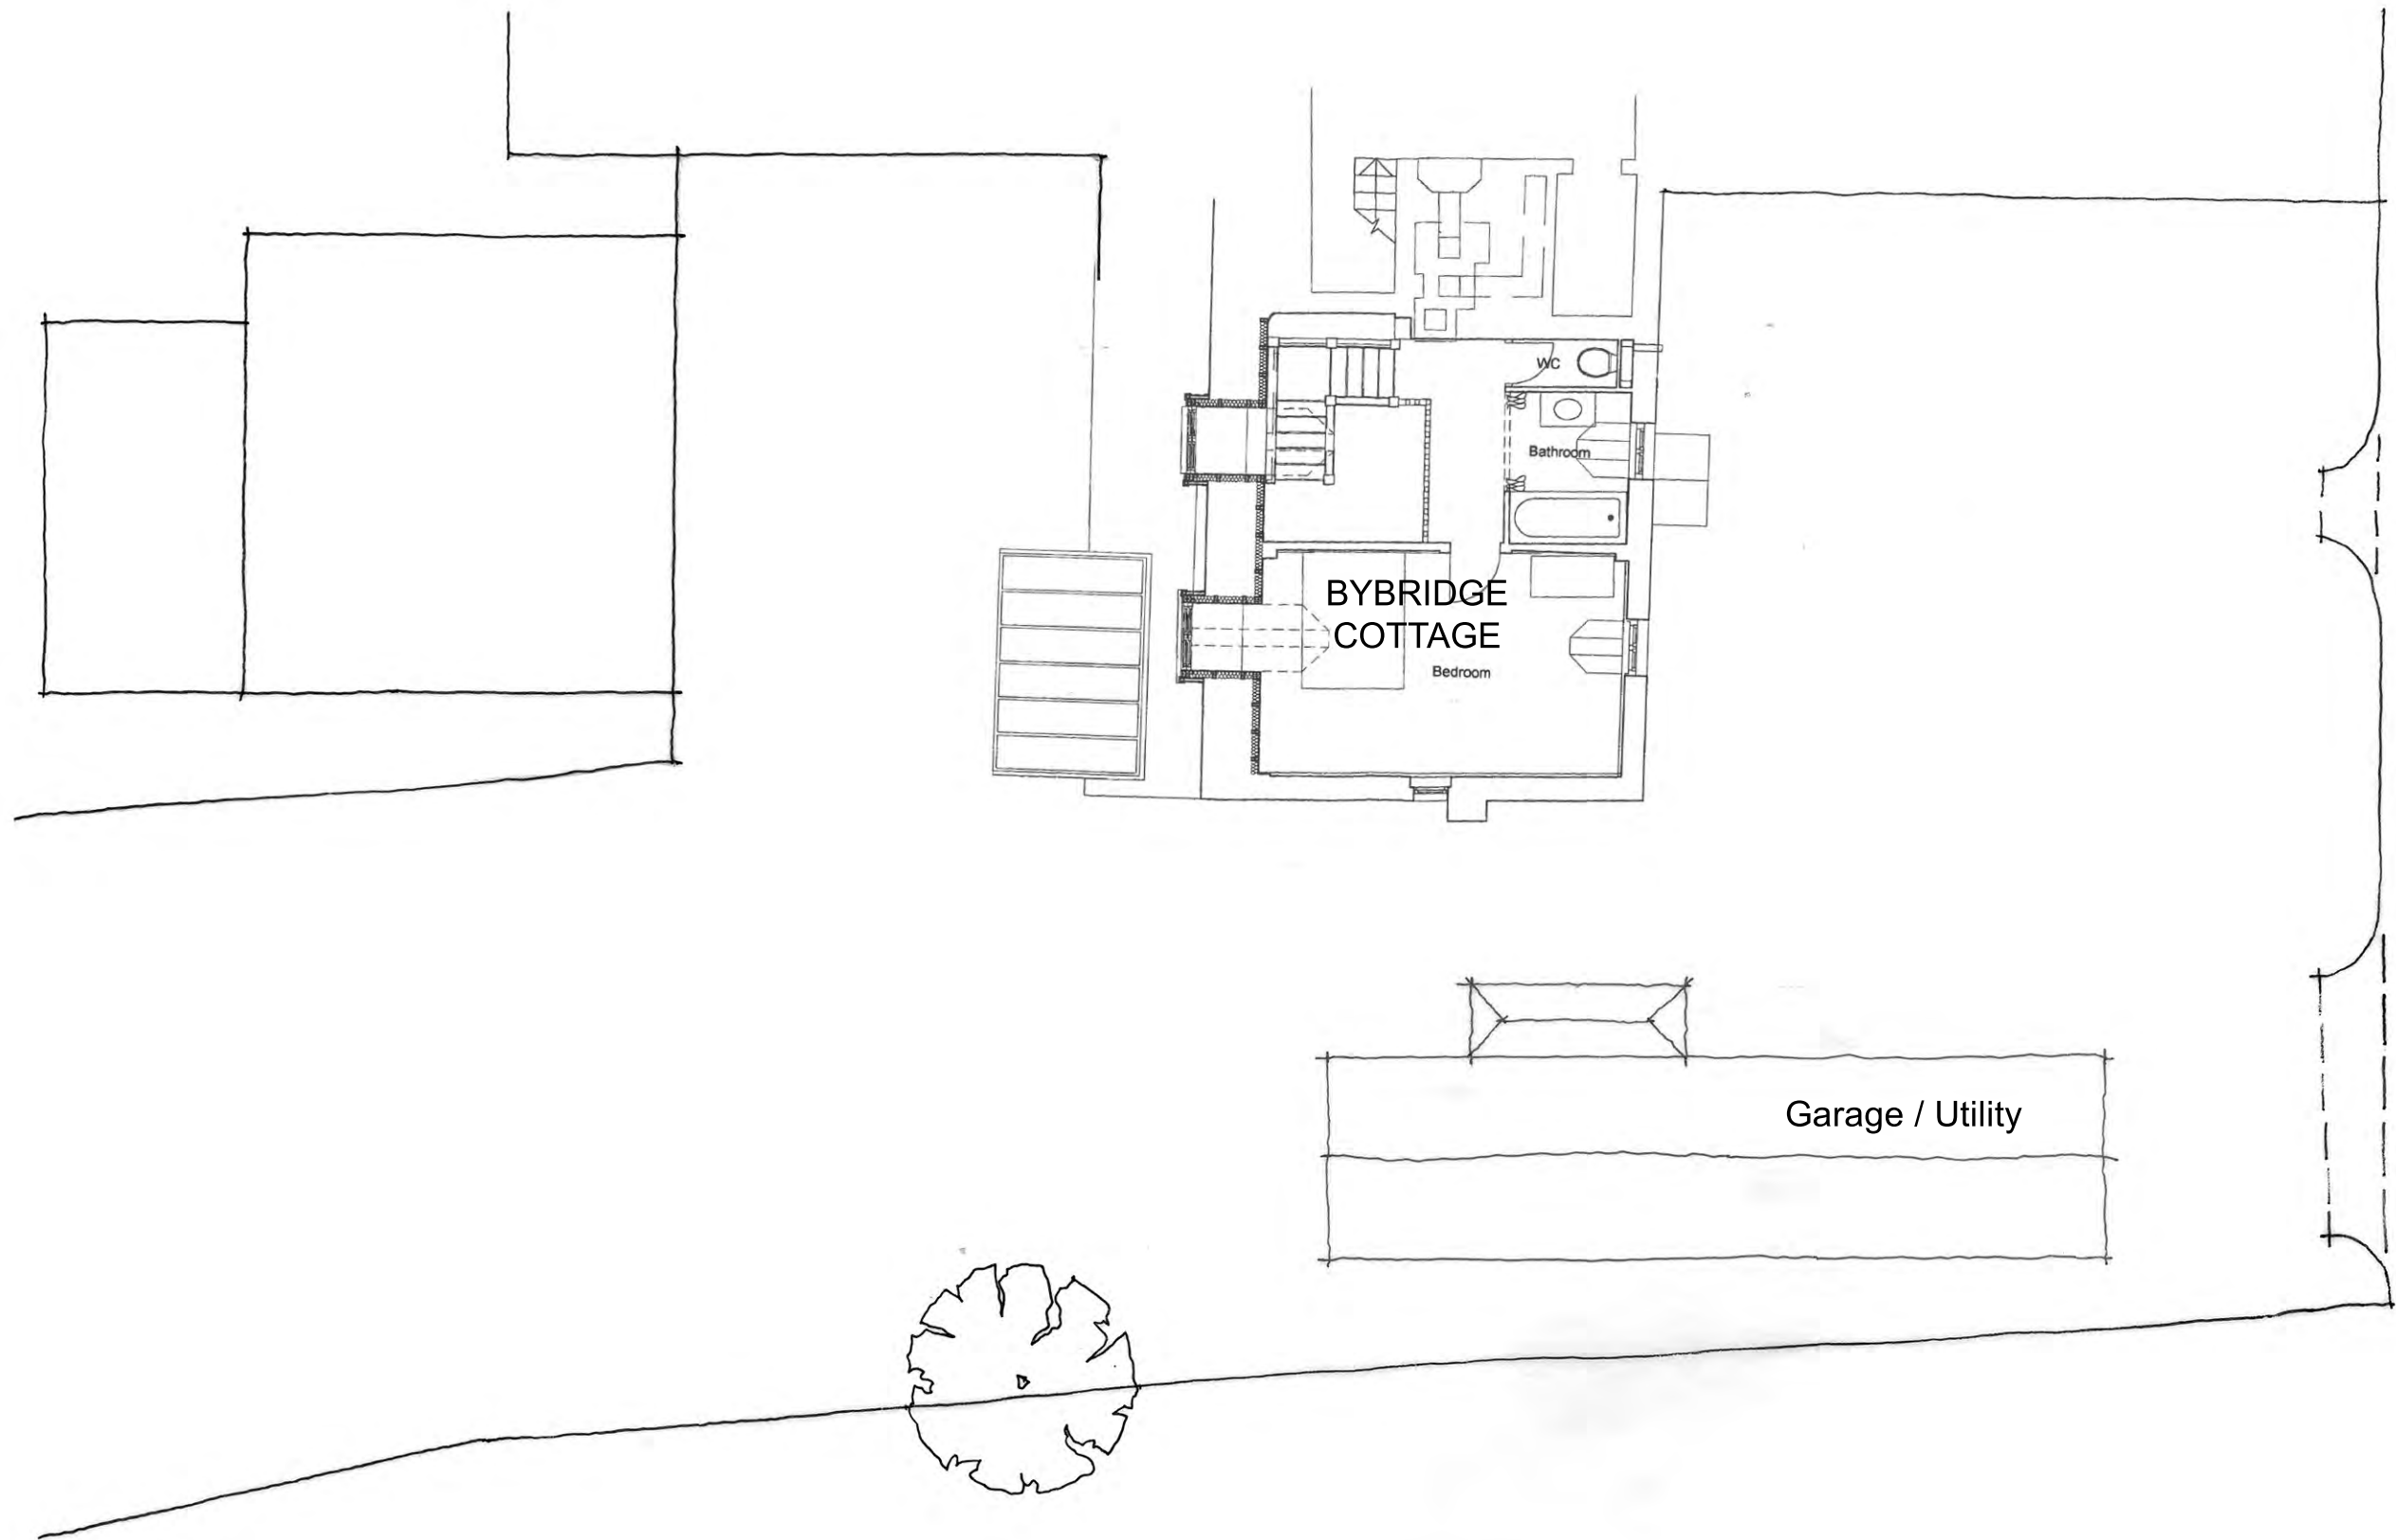 WC
Bathroom
BYBRIDGE
COTTAGE
Bedroom
Garage / Utility